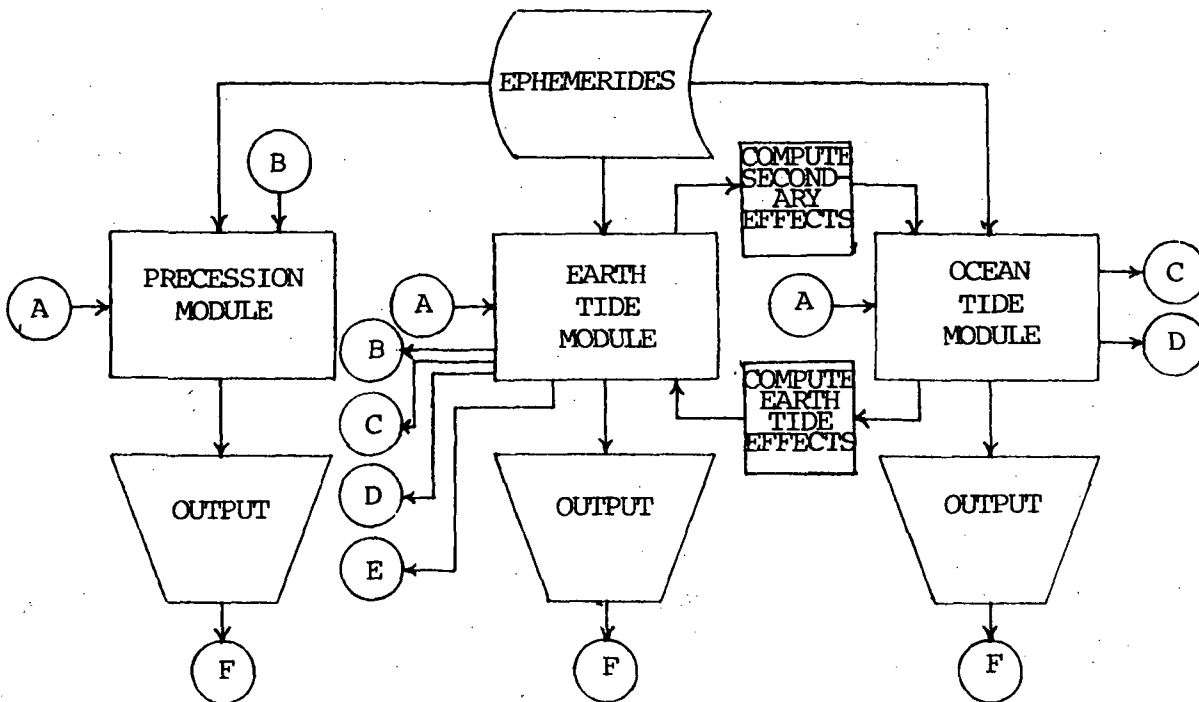 EPHEMERIDES
B
COMPUTE
SECOND-
ARY
EFFECTS
A
PRECESSION
MODULE
A
EARTH
TIDE
MODULE
A
OCEAN
TIDE
MODULE
C
D
B
C
D
E
COMPUTE
EARTH
TIDE
EFFECTS
OUTPUT
OUTPUT
OUTPUT
F
F
F